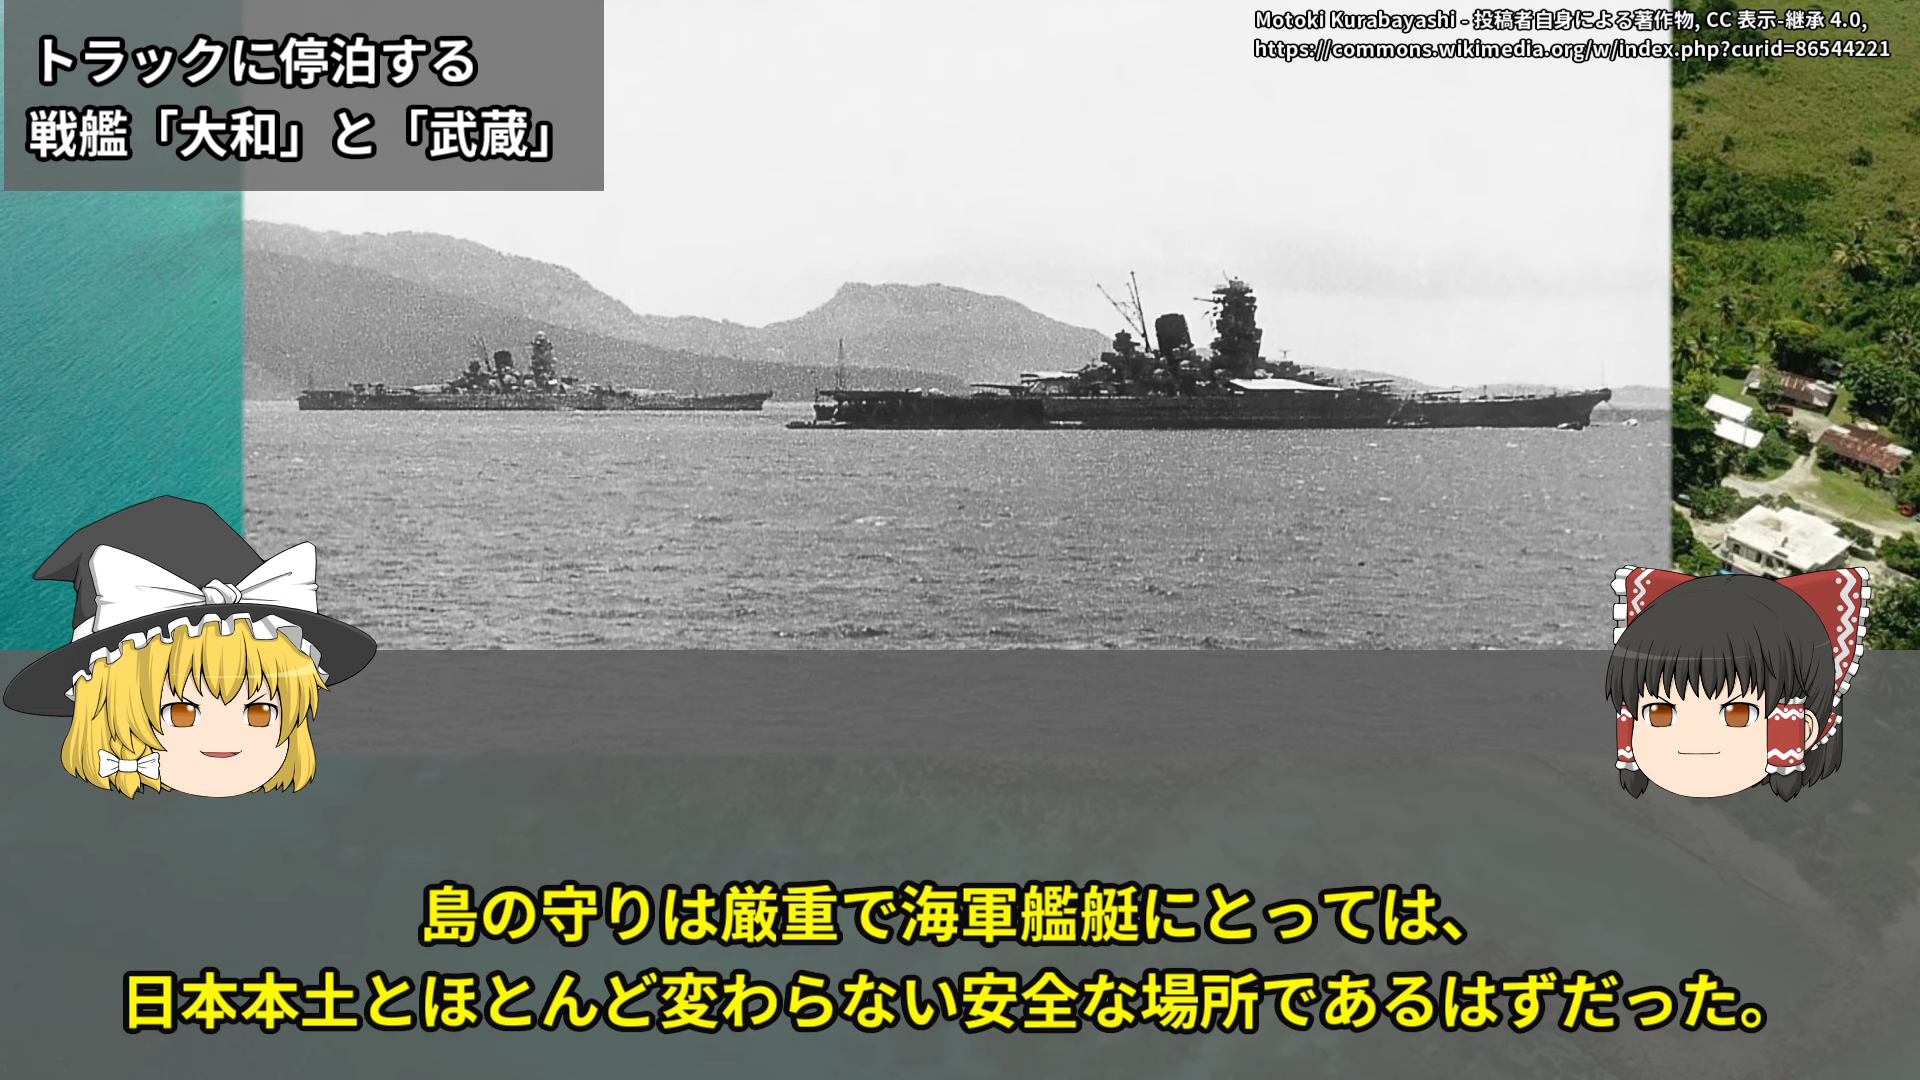 トラックに停泊する
戦艦「大和」と「武蔵」
Motoki Kurabayashi - 投稿者自身による著作物, CC 表示-継承 4.0,
https://commons.wikimedia.org/w/index.php?curid=86544221
島の守りは厳重で海軍艦艇にとっては、
日本本土とほとんど変わらない安全な場所であるはずだった。